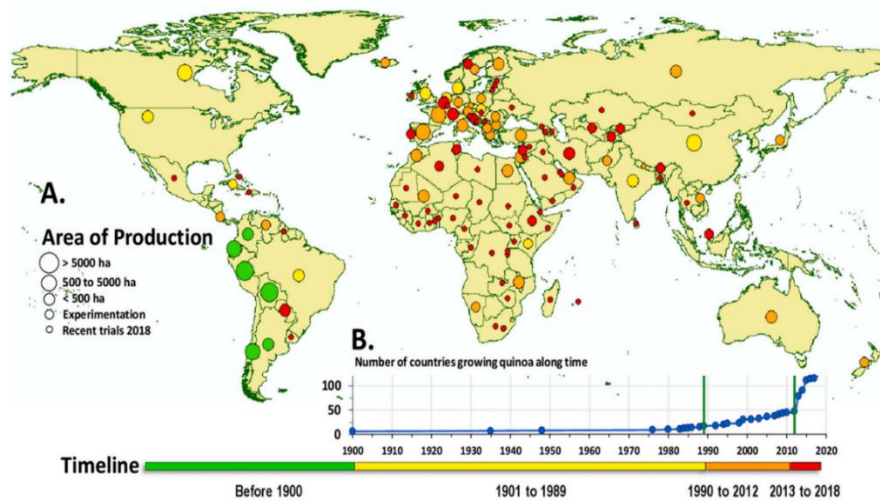 A.
Area of Production
> 5000 ha
500 to 5000 ha
< 500 ha
Experimentation
Recent trials 2018
B.
Number of countries growing quinoa along time
100
50
0
1900 1910 1920 1930 1940 1950 1960 1970 1980 1990 2000 2010 2020
Timeline
Before 1900 1901 to 1989 1990 to 2012 2013 to 2018